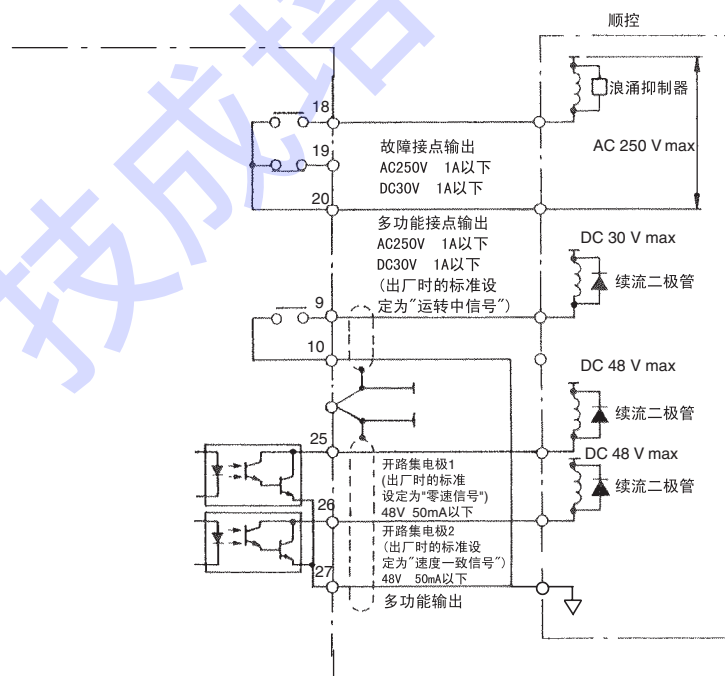 顺控
18
浪涌抑制器
19
故障接点输出
AC250V 1A以下
DC30V 1A以下
AC 250 V max
20
多功能接点输出
AC250V 1A以下
DC30V 1A以下
(出厂时的标准设
定为"运转中信号")
DC 30 V max
续流二极管
9
10
DC 48 V max
续流二极管
25
DC 48 V max
开路集电极1
(出厂时的标准
设定为"零速信号")
48V 50mA以下
续流二极管
26
开路集电极2
(出厂时的标准设
定为"速度一致信号")
48V 50mA以下
27
多功能输出
技成培